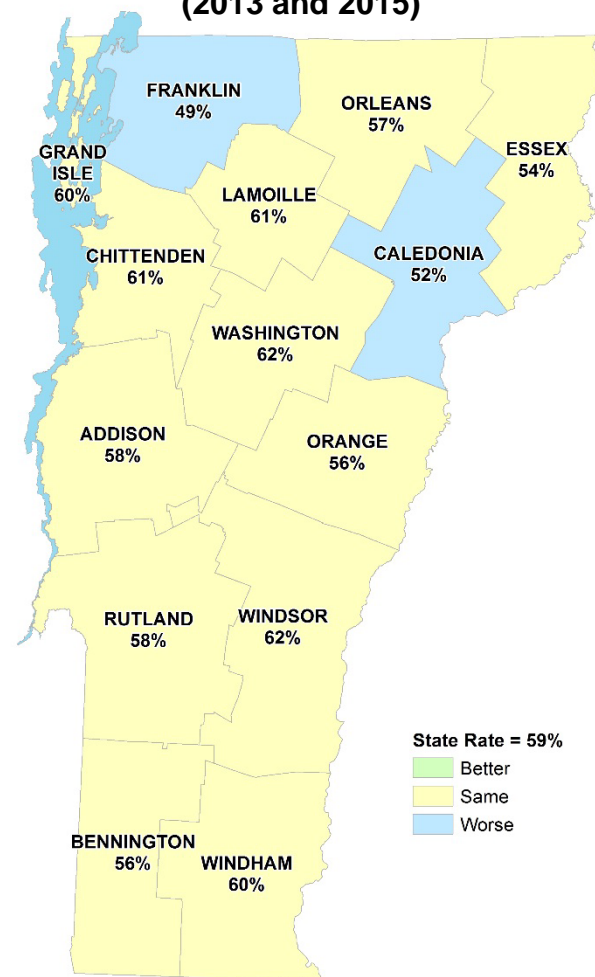 (2013 and 2015)
FRANKLIN
49%
ORLEANS
57%
ESSEX
54%
GRAND
ISLE
60%
LAMOILLE
61%
CHITTENDEN
61%
CALEDONIA
52%
WASHINGTON
62%
ADDISON
58%
ORANGE
56%
RUTLAND
58%
WINDSOR
62%
State Rate = 59%
Better
Same
Worse
BENNINGTON
56%
WINDHAM
60%